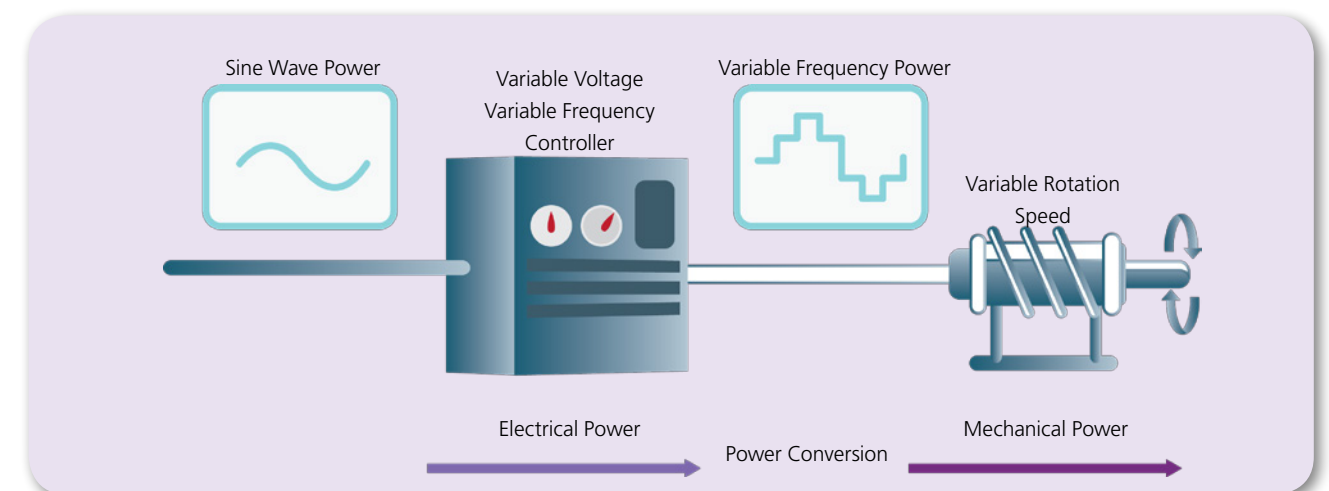 Sine Wave Power
Variable Voltage
Variable Frequency
Controller
Variable Frequency Power
Variable Rotation
Speed
Electrical Power
Power Conversion
Mechanical Power